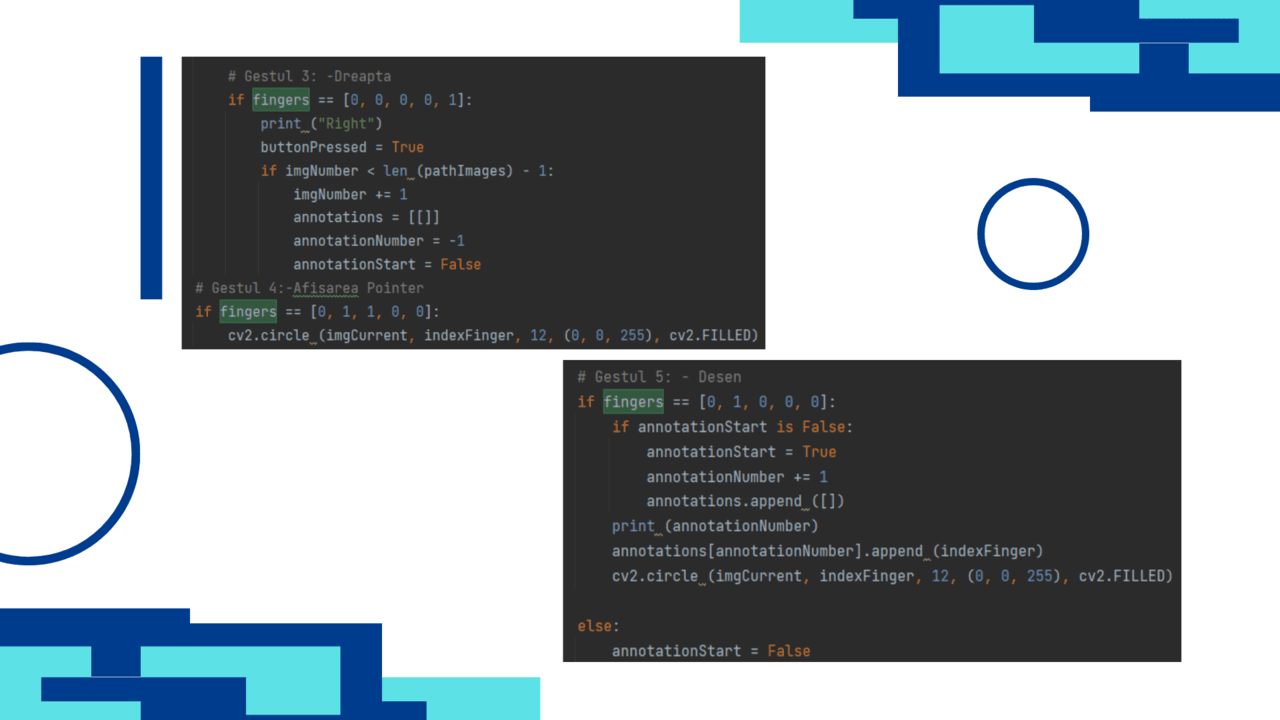 # Gestul 3: -Dreapta
if fingers == [0, 0, 0, 0, 1]:
print ("Right")
buttonPressed = True
if imgNumber < len (pathImages) - 1:
imgNumber += 1
annotations = [[]]
annotationNumber = -1
annotationStart = False
# Gestul 4:-Afisarea Pointer
if fingers == [0, 1, 1, 0, 0]:
cv2.circle (imgCurrent, indexFinger, 12, (0, 0, 255), cv2.FILLED)
# Gestul 5: - Desen
if fingers == [0, 1, 0, 0, 0]:
if annotationStart is False:
annotationStart = True
annotationNumber += 1
annotations.append ([])
print (annotationNumber)
annotations[annotationNumber].append (indexFinger)
cv2.circle (imgCurrent, indexFinger, 12, (0, 0, 255), cv2.FILLED)
else:
annotationStart = False